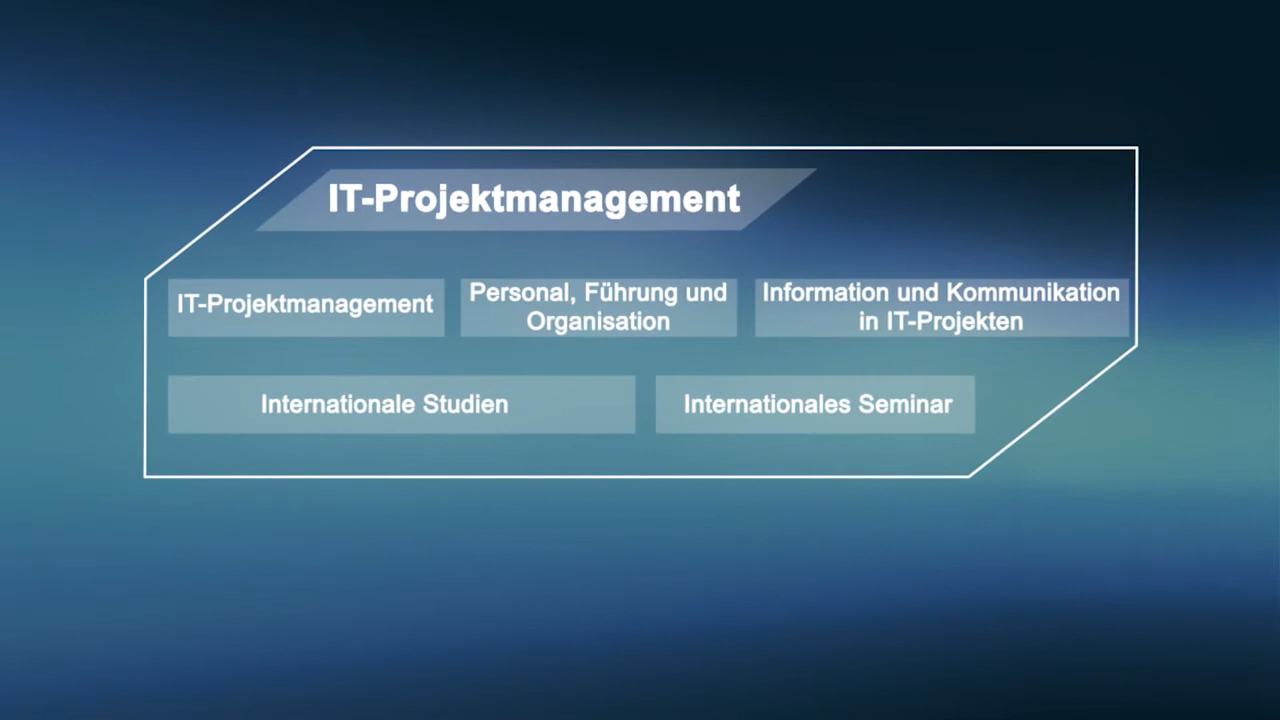 IT-Projektmanagement
IT-Projektmanagement
Personal, Führung und
Organisation
Information und Kommunikation
in IT-Projekten
Internationale Studien
Internationales Seminar